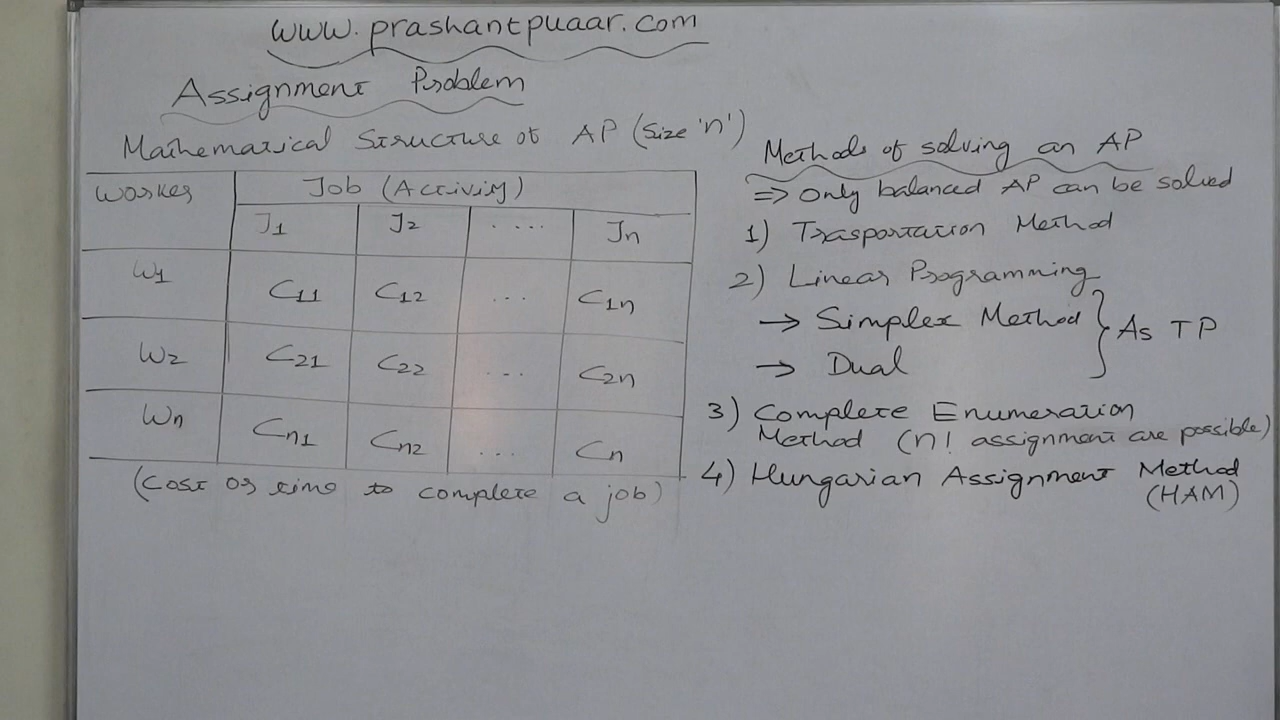 www.prashantpuaar.com
Assignment Problem
Mathematical Structure of AP (Size 'n')
Worker Job (Activity)
J1 J2 ..... Jn
W1 C11 C12 ... C1n
W2 C21 C22 ... C2n
Wn Cn1 Cn2 ... Cn
(Cost or time to complete a job)
Methods of solving an AP
⇒ Only balanced AP can be solved
1) Trasportation Method
2) Linear Programming
→ Simplex Method } As TP
→ Dual
3) Complete Enumeration
Method (n! assignment are possible)
4) Hungarian Assignment Method
(HAM)